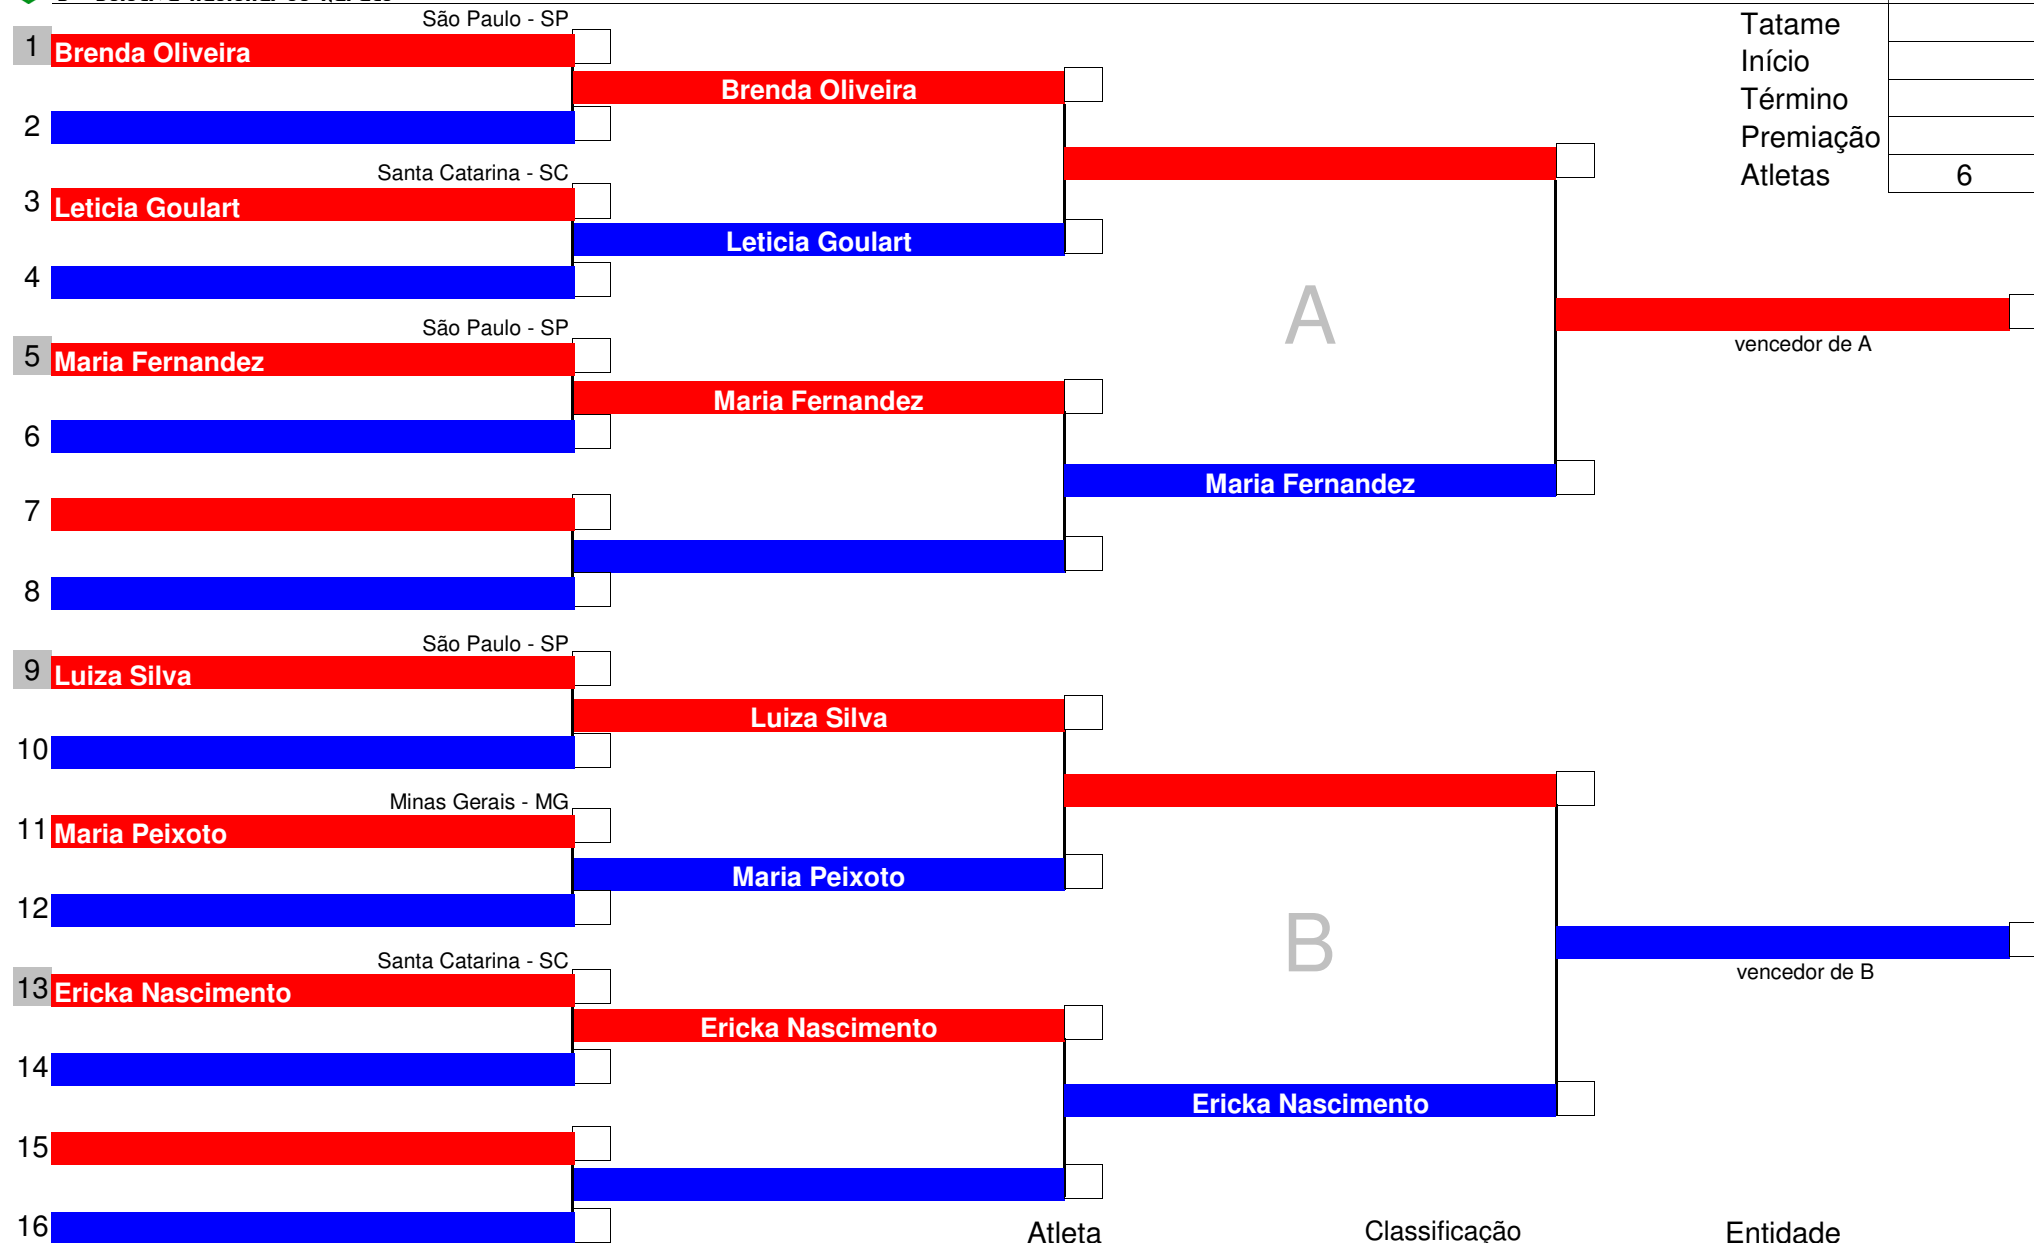 São Paulo - SP
1 Brenda Oliveira
Brenda Oliveira
2
Santa Catarina - SC
3 Leticia Goulart
Leticia Goulart
4
São Paulo - SP
5 Maria Fernandez
Maria Fernandez
6
Maria Fernandez
7
8
São Paulo - SP
9 Luiza Silva
Luiza Silva
10
Minas Gerais - MG
11 Maria Peixoto
Maria Peixoto
12
Santa Catarina - SC
13 Ericka Nascimento
Ericka Nascimento
14
Ericka Nascimento
15
16
A
B
Tatame
Início
Término
Premiação
Atletas 6
vencedor de A
vencedor de B
Atleta Classificação Entidade